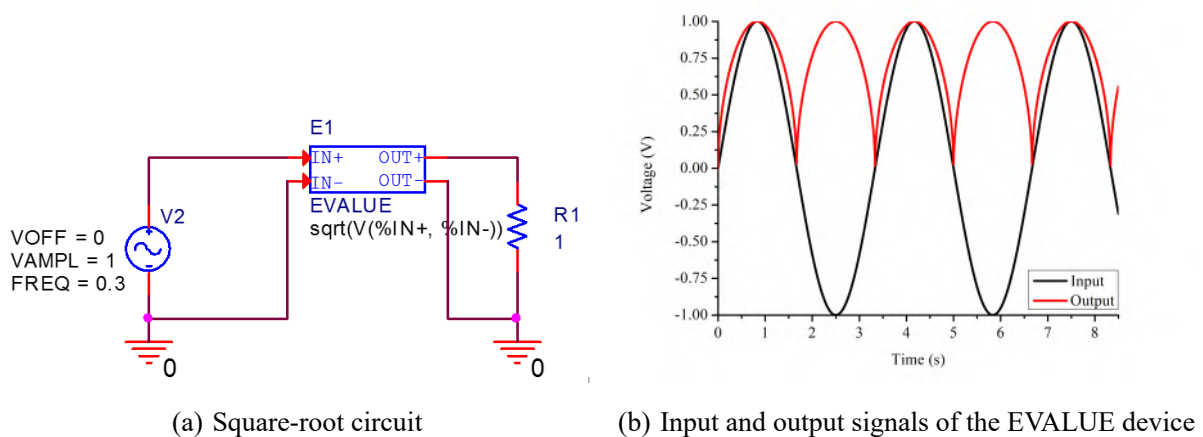 E1
IN+ OUT+
IN- OUT-
EVALUE
sqrt(V(%IN+, %IN-))
V2
VOFF = 0
VAMPL = 1
FREQ = 0.3
R1
1
0
0
(a) Square-root circuit
1.00
0.75
0.50
0.25
0.00
-0.25
-0.50
-0.75
-1.00
Voltage (V)
Input
Output
0 1 2 3 4 5 6 7 8
Time (s)
(b) Input and output signals of the EVALUE device